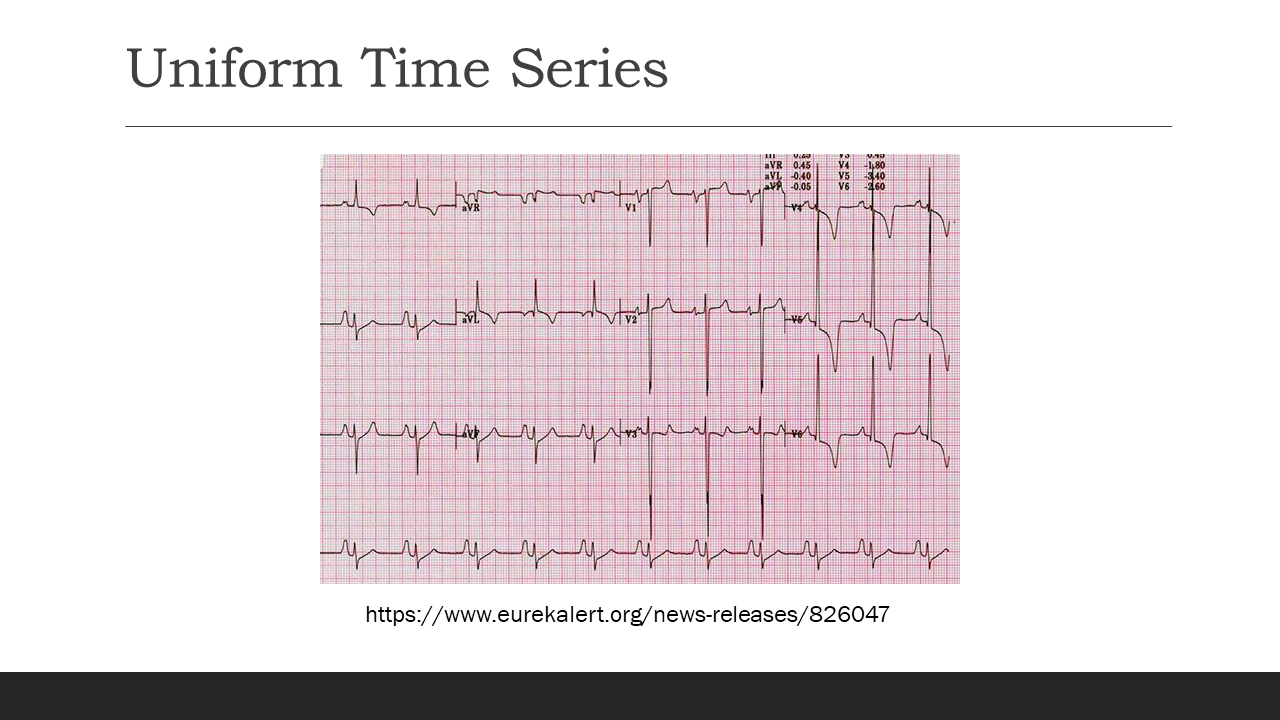 Uniform Time Series
III 0.25 V3 0.45
aVR 0.45 V4 -1.80
aVL -0.40 V5 -3.40
aVF -0.05 V6 -2.60
aVR
V1
V4
aVL
V2
V5
aVF
V3
V6
https://www.eurekalert.org/news-releases/826047